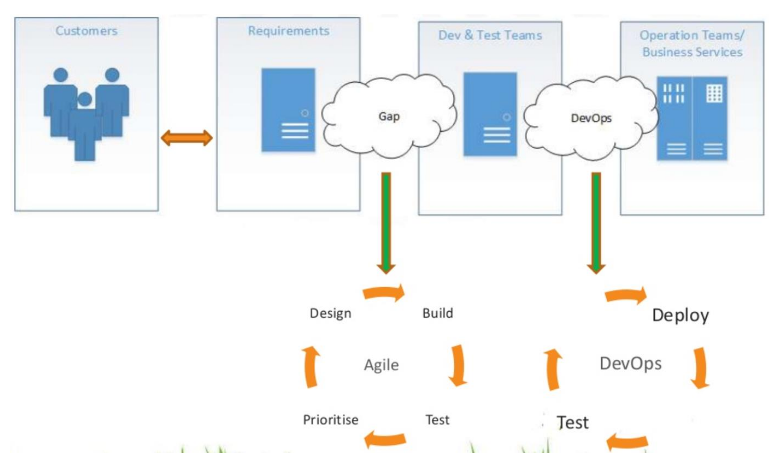 Customers
Requirements
Dev & Test Teams
Operation Teams/
Business Services
Gap
DevOps
Design
Build
Agile
Prioritise
Test
Deploy
DevOps
Test